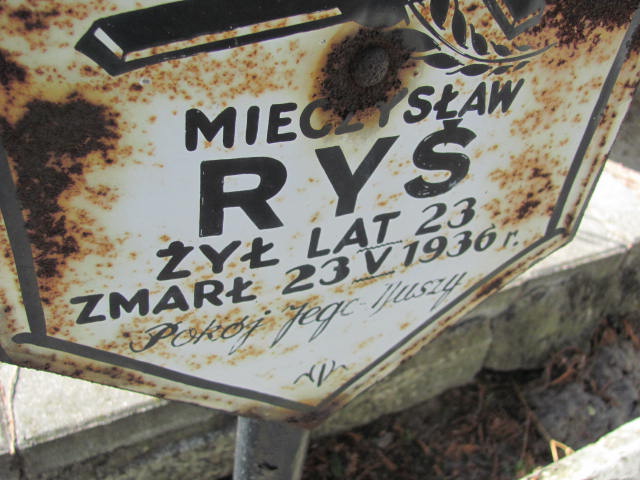 MIECZYSŁAW
RYŚ
ŻYŁ LAT 23
ZMARŁ 23 V 1936 r.
Pokój Jego Duszy